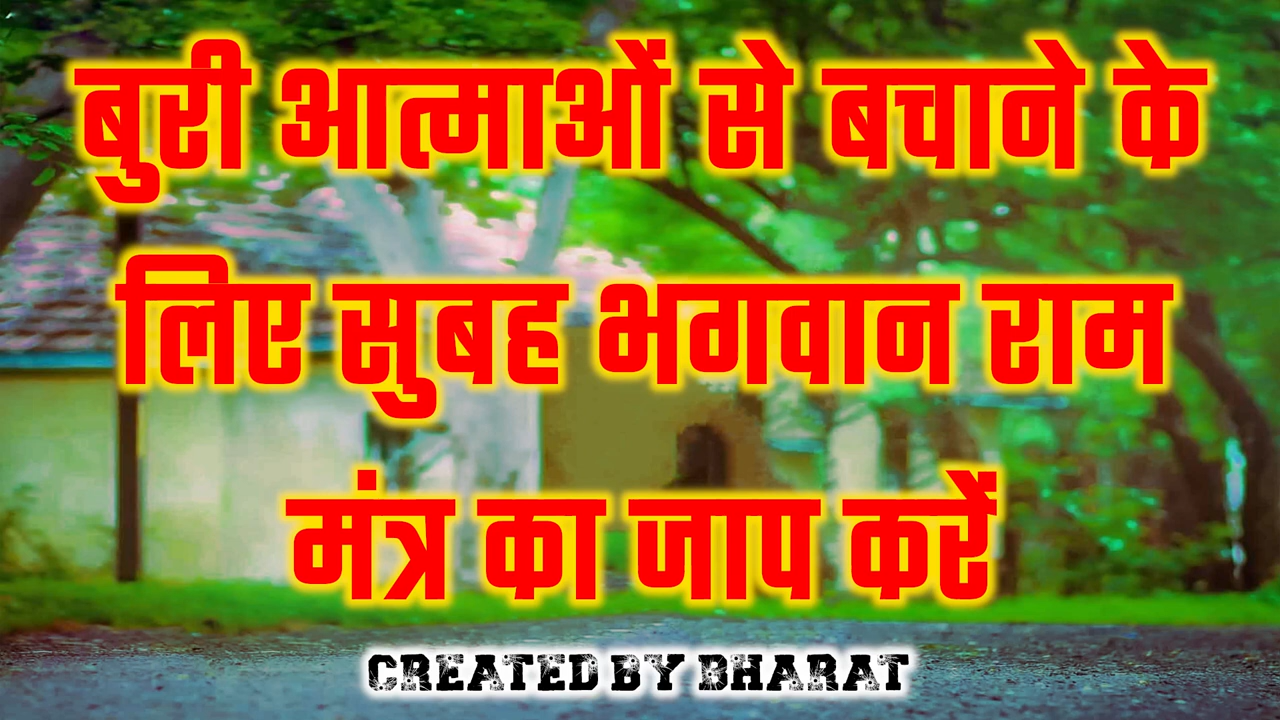 बुरी आत्माओं से बचाने के
लिए सुबह भगवान राम
मंत्र का जाप करें
CREATED BY BHARAT